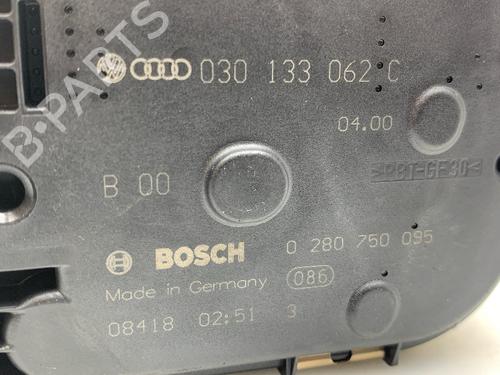 030 133 062 C
04.00
>PBT-GF30<
B 00
BOSCH 0 280 750 095
Made in Germany 086
08418 02:51 3
B-PARTS